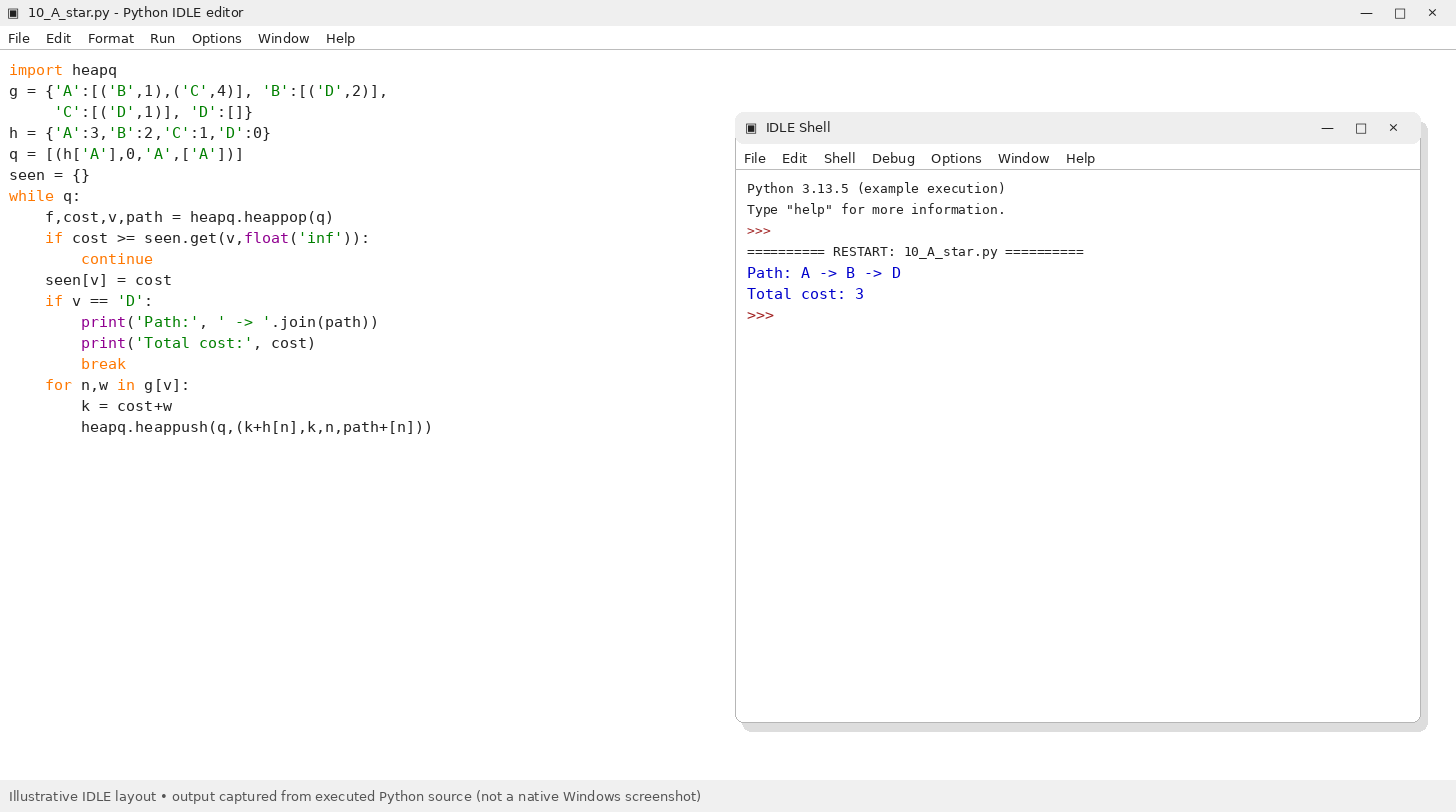 10_A_star.py - Python IDLE editor
File Edit Format Run Options Window Help
import heapq
g = {'A':[('B',1),('C',4)], 'B':[('D',2)],
     'C':[('D',1)], 'D':[]}
h = {'A':3,'B':2,'C':1,'D':0}
q = [(h['A'],0,'A',['A'])]
seen = {}
while q:
    f,cost,v,path = heapq.heappop(q)
    if cost >= seen.get(v,float('inf')):
        continue
    seen[v] = cost
    if v == 'D':
        print('Path:', ' -> '.join(path))
        print('Total cost:', cost)
        break
    for n,w in g[v]:
        k = cost+w
        heapq.heappush(q,(k+h[n],k,n,path+[n]))
IDLE Shell
File Edit Shell Debug Options Window Help
Python 3.13.5 (example execution)
Type "help" for more information.
>>>
========== RESTART: 10_A_star.py ==========
Path: A -> B -> D
Total cost: 3
>>>
Illustrative IDLE layout • output captured from executed Python source (not a native Windows screenshot)